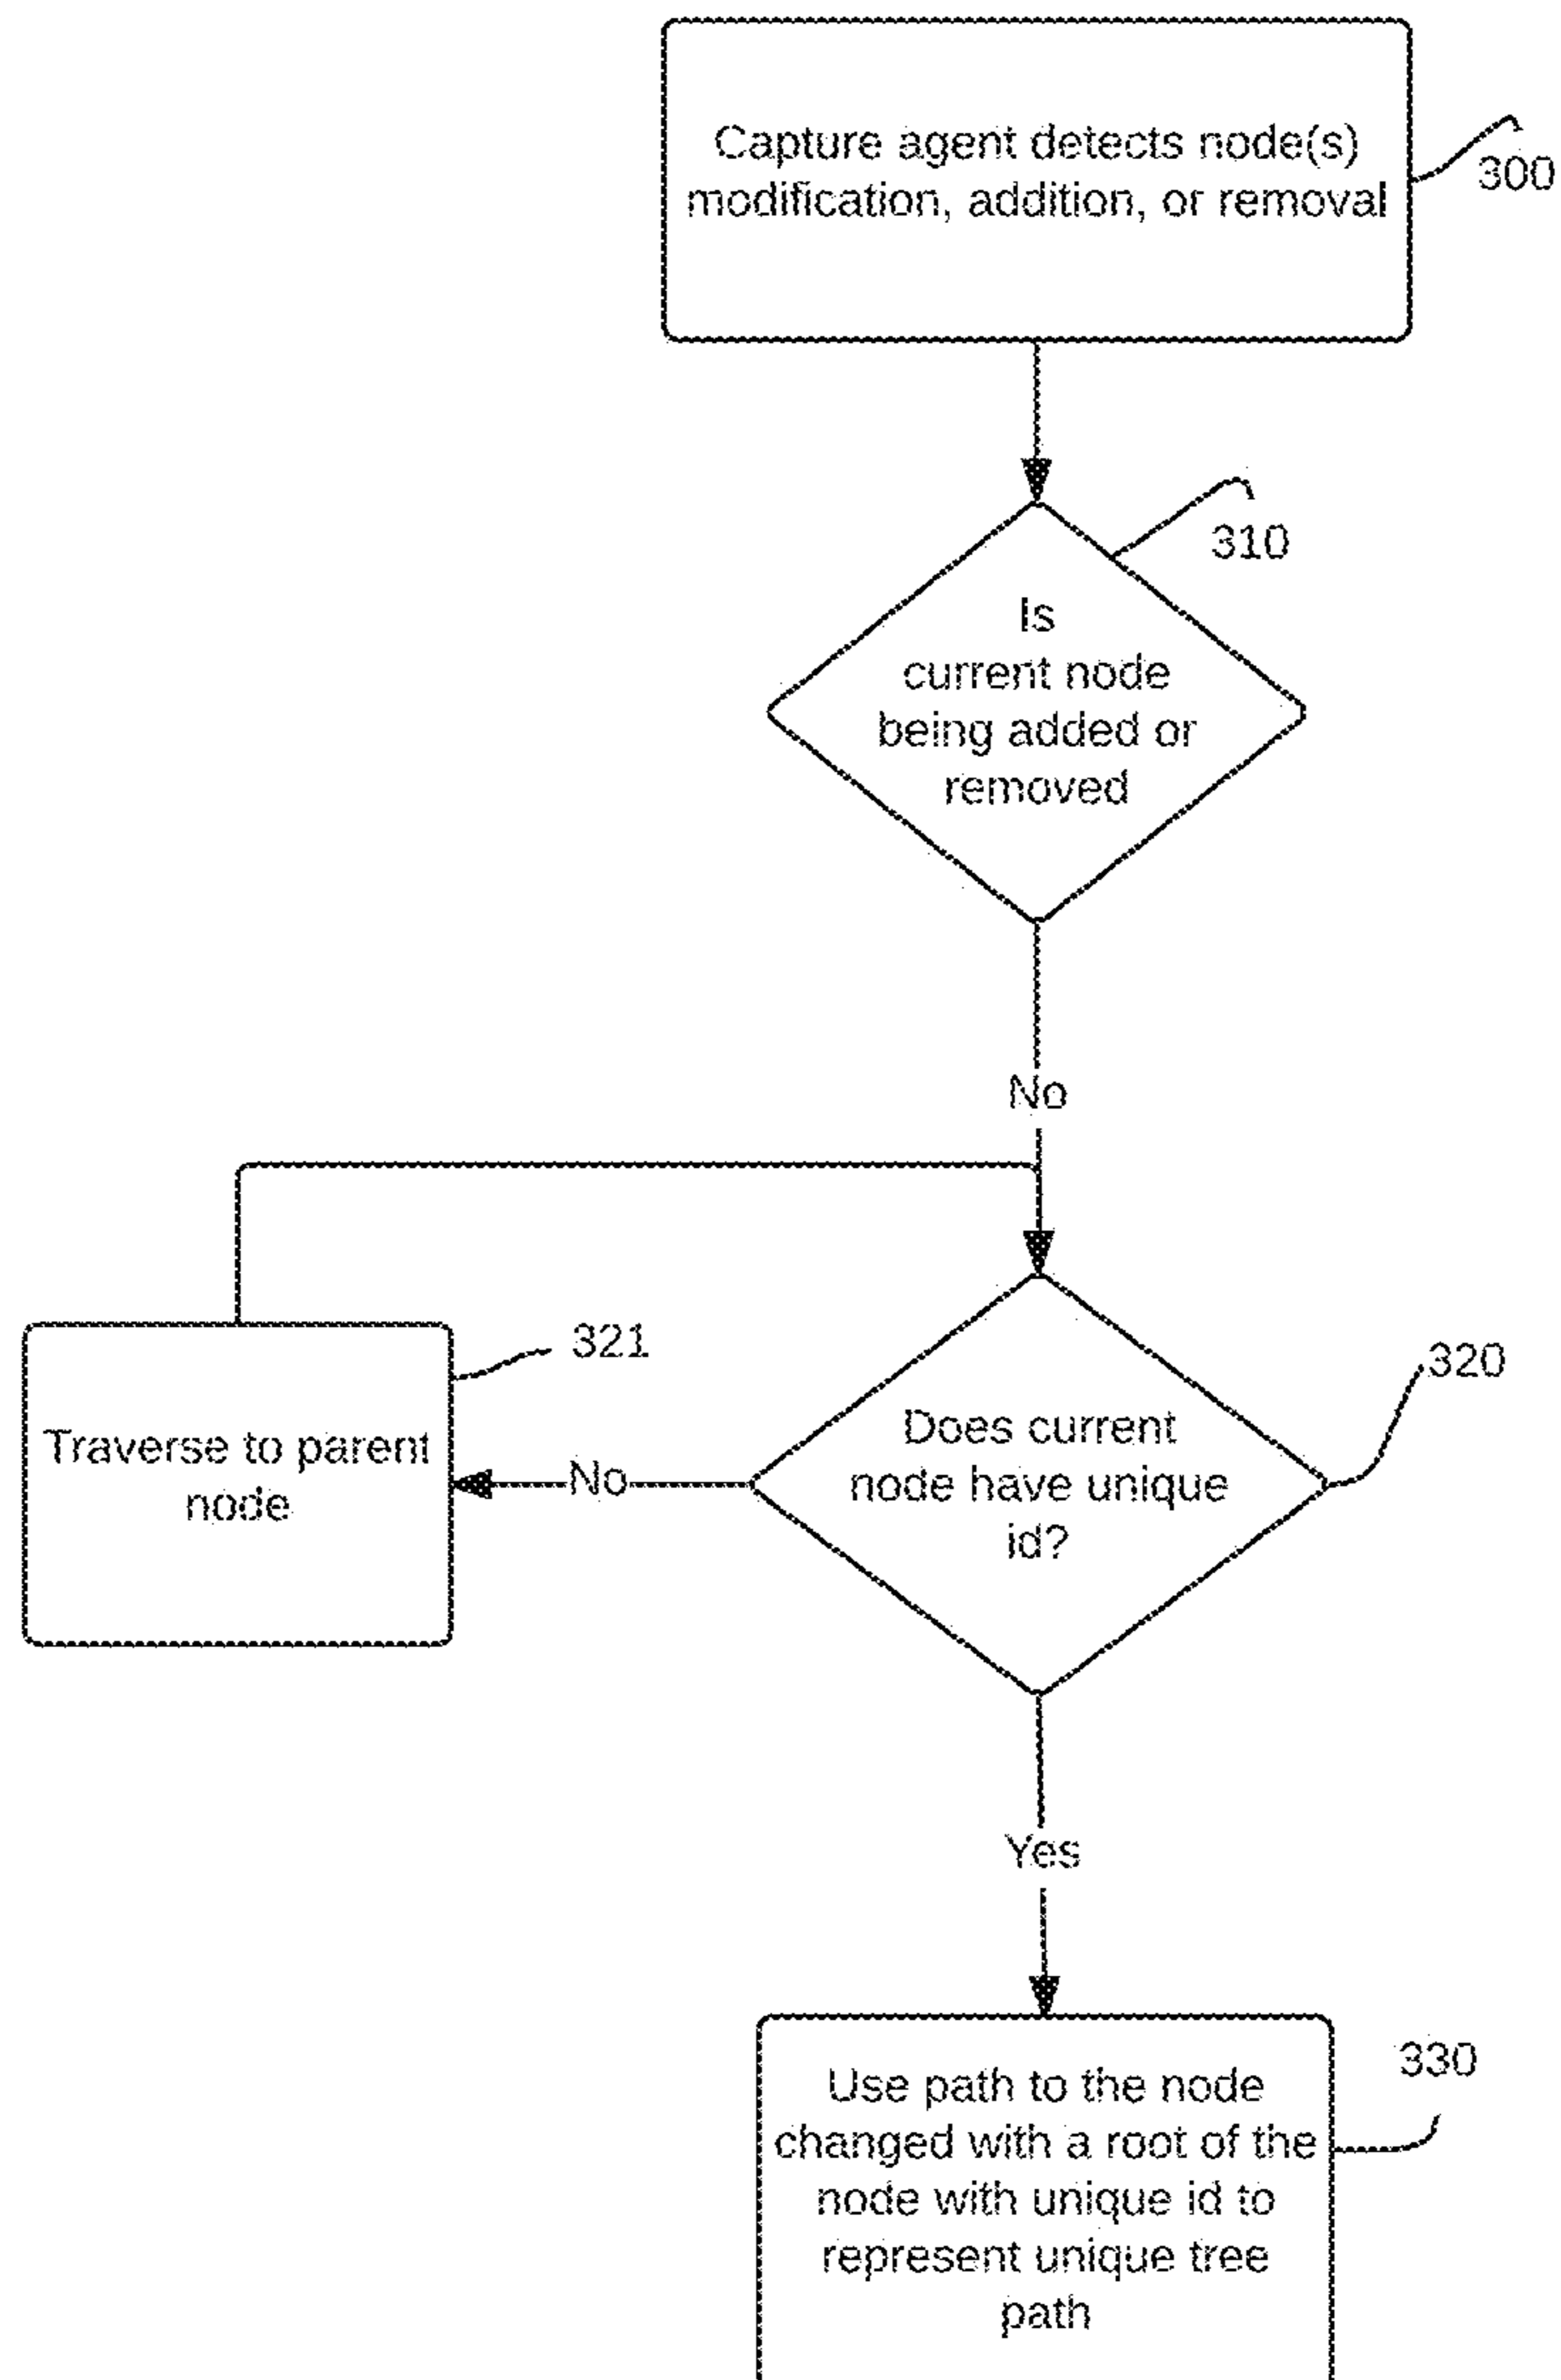 Capture agent detects node(s)
modification, addition, or removal
300
310
Is
current node
being added or
removed
No
321
320
Traverse to parent
node
No
Does current
node have unique
id?
Yes
330
Use path to the node
changed with a root of the
node with unique id to
represent unique tree
path